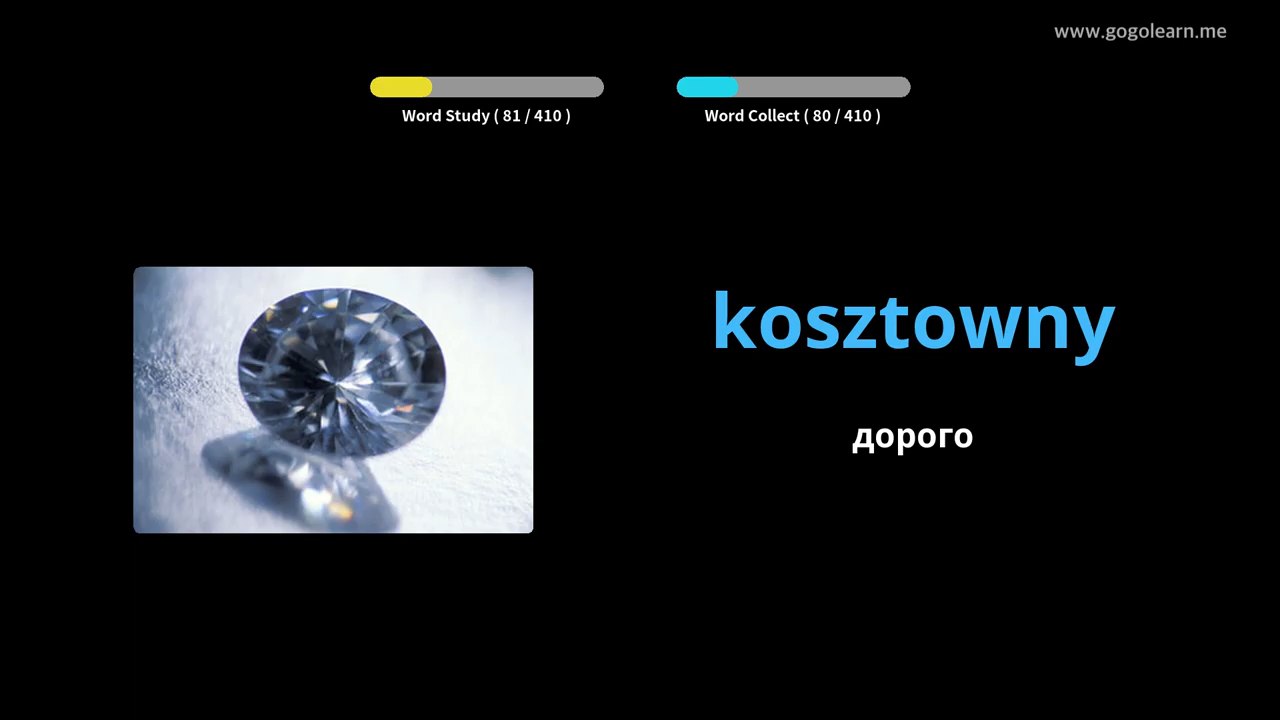 www.gogolearn.me
Word Study ( 81 / 410 )
Word Collect ( 80 / 410 )
kosztowny
дорого